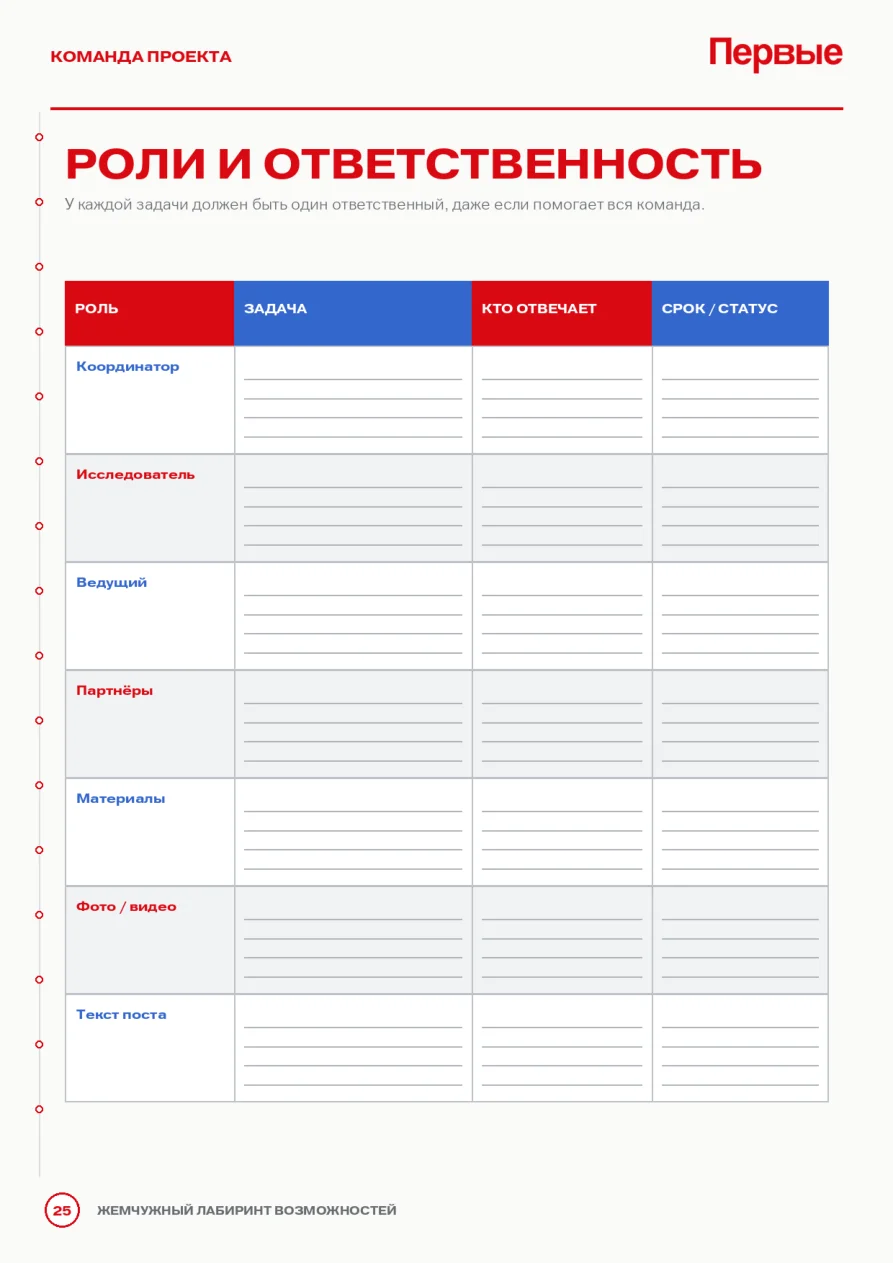 КОМАНДА ПРОЕКТА
Первые
РОЛИ И ОТВЕТСТВЕННОСТЬ
У каждой задачи должен быть один ответственный, даже если помогает вся команда.
РОЛЬ
ЗАДАЧА
КТО ОТВЕЧАЕТ
СРОК / СТАТУС
Координатор
Исследователь
Ведущий
Партнёры
Материалы
Фото / видео
Текст поста
25
ЖЕМЧУЖНЫЙ ЛАБИРИНТ ВОЗМОЖНОСТЕЙ